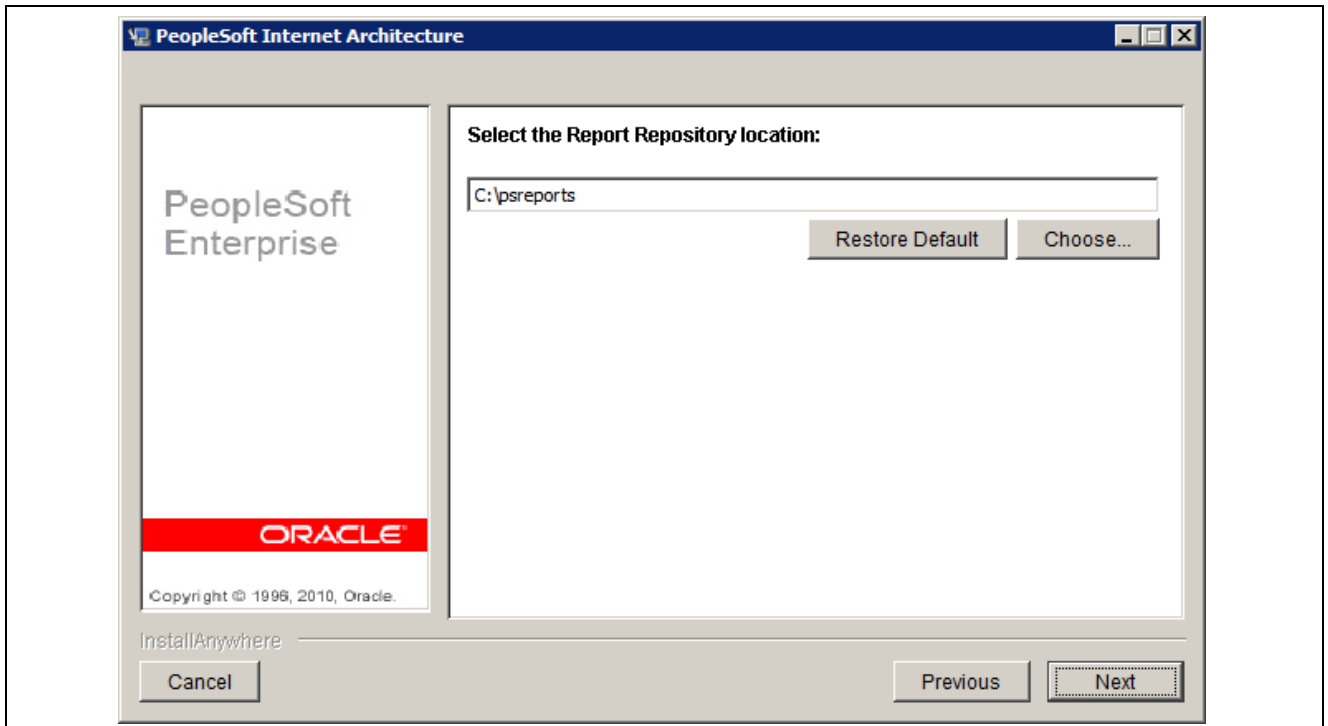 PeopleSoft Internet Architecture
PeopleSoft
Enterprise
ORACLE
Copyright © 1996, 2010, Oracle.
Select the Report Repository location:
C:\psreports
Restore Default
Choose...
InstallAnywhere
Cancel
Previous
Next